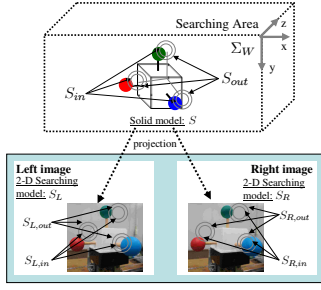 Searching Area
z
Σ_W
x
y
S_in
S_out
Solid model: S
projection
Left image
2-D Searching
model: S_L
S_L,out
S_L,in
Right image
2-D Searching
model: S_R
S_R,out
S_R,in